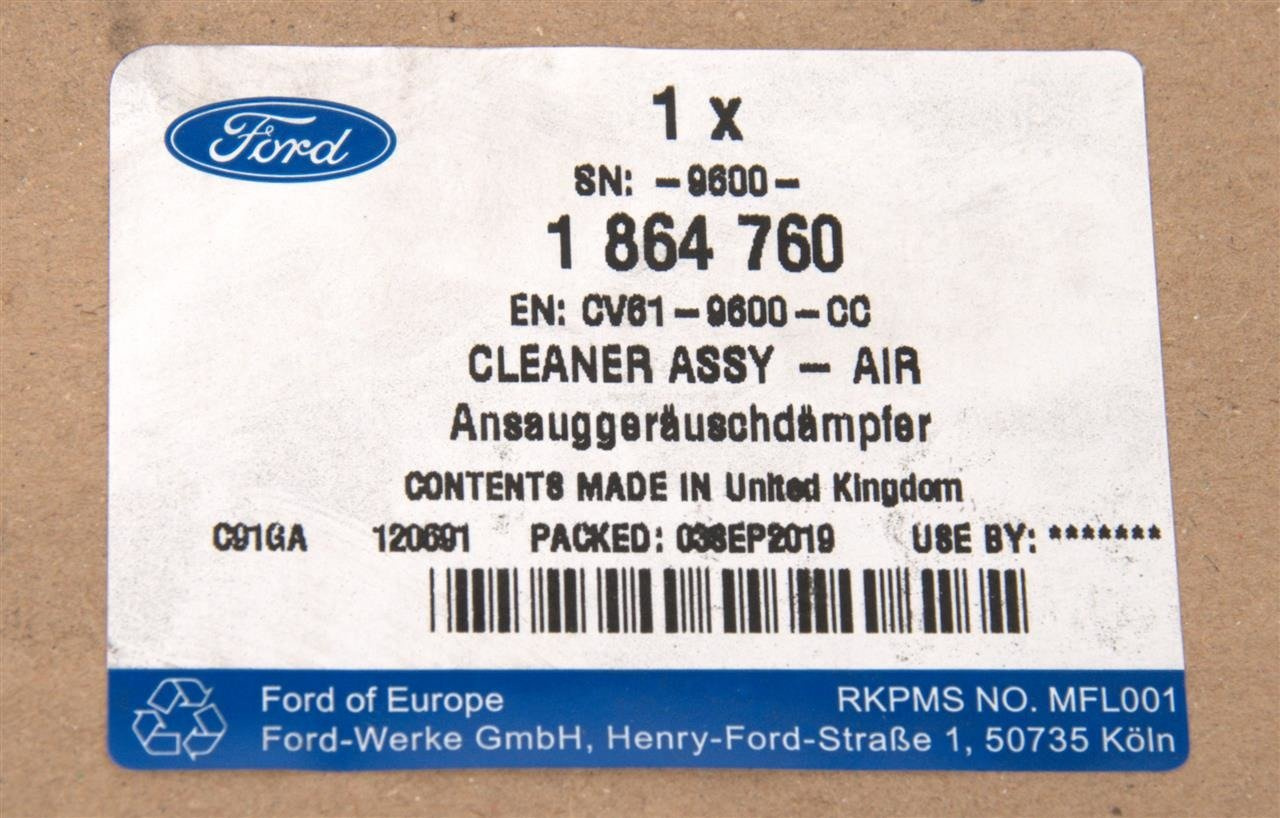 Ford
1 x
SN: -9600-
1 864 760
EN: CV61-9600-CC
CLEANER ASSY - AIR
Ansauggeräuschdämpfer
CONTENTS MADE IN United Kingdom
C91GA 120691 PACKED: 03SEP2019 USE BY: *******
Ford of Europe RKPMS NO. MFL001
Ford-Werke GmbH, Henry-Ford-Straße 1, 50735 Köln